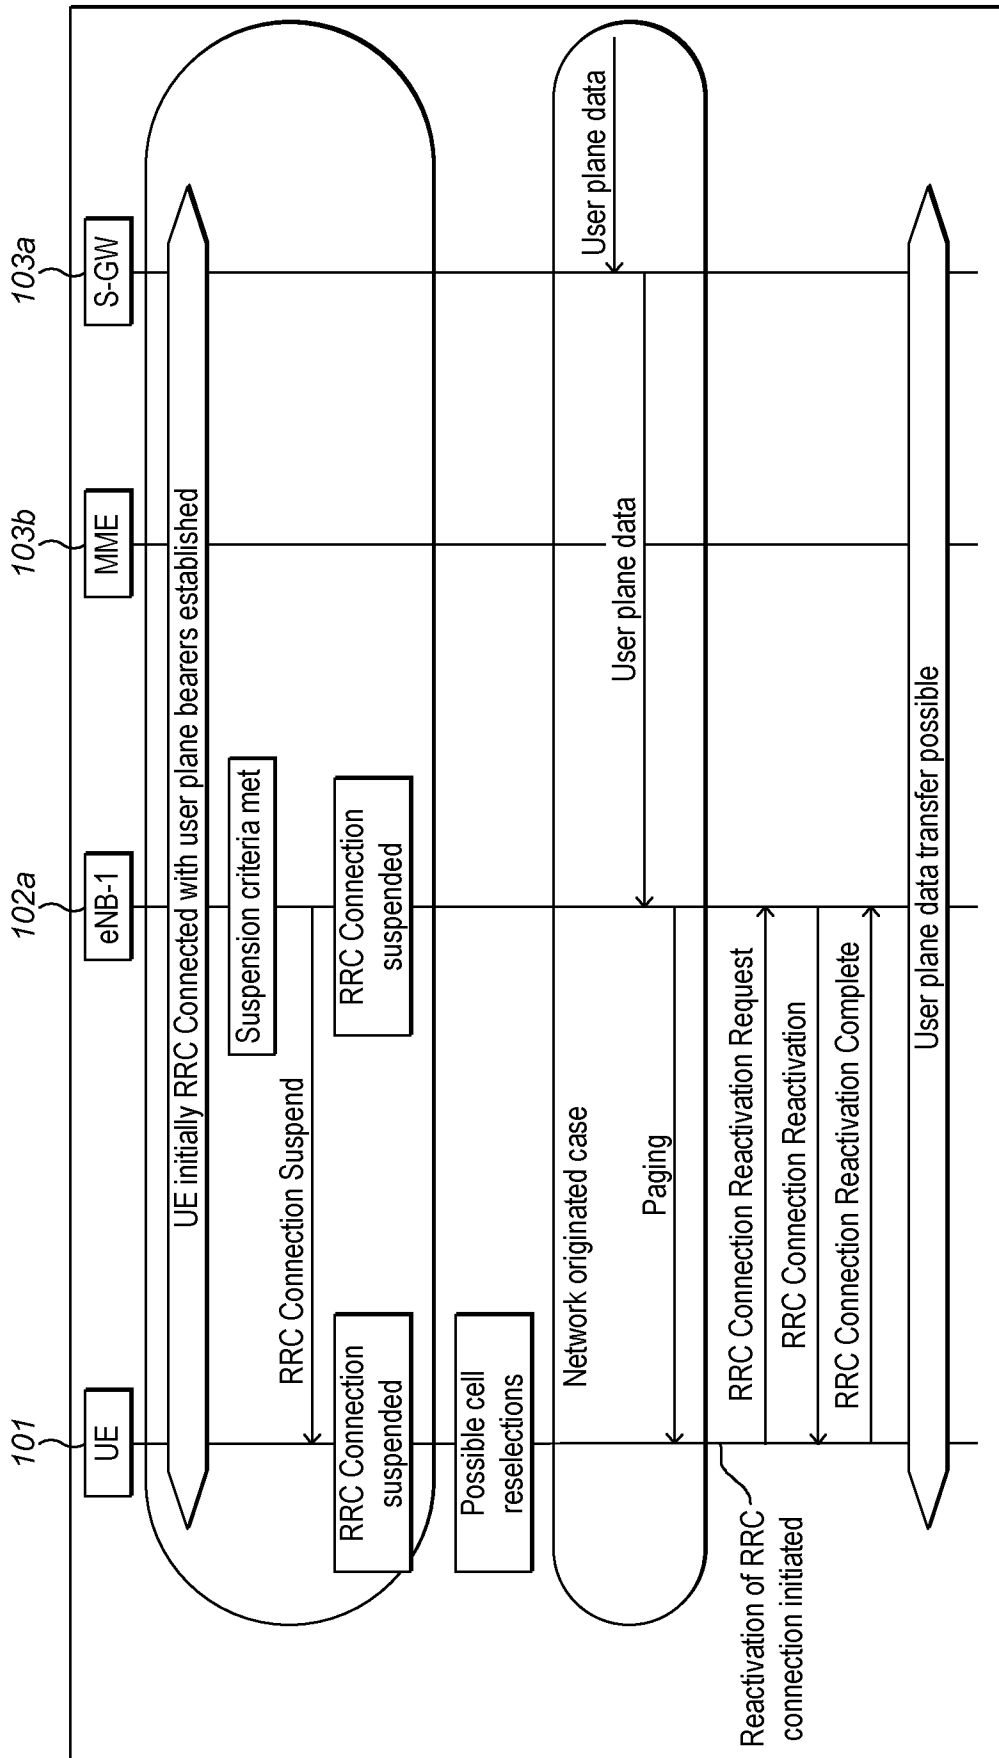 101
102a
103b
103a
UE
eNB-1
MME
S-GW
UE initially RRC Connected with user plane bearers established
Suspension criteria met
RRC Connection Suspend
RRC Connection
suspended
RRC Connection
suspended
Possible cell
reselections
Network originated case
User plane data
User plane data
Paging
Reactivation of RRC
connection initiated
RRC Connection Reactivation Request
RRC Connection Reactivation
RRC Connection Reactivation Complete
User plane data transfer possible